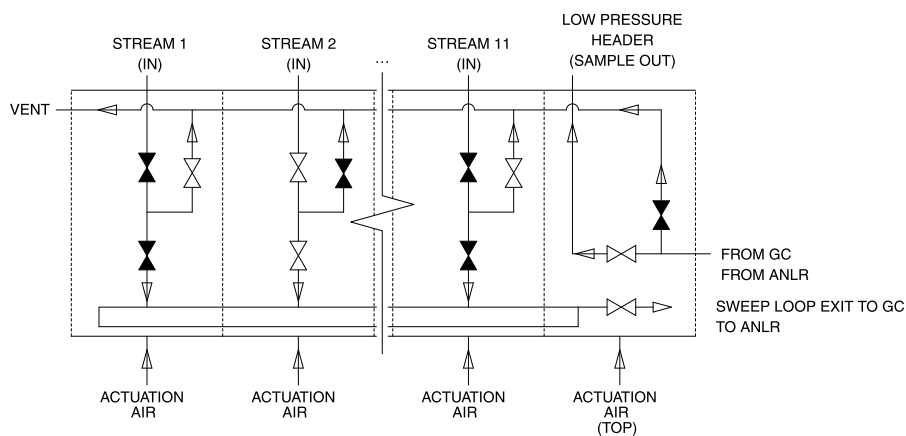 LOW PRESSURE
HEADER
(SAMPLE OUT)
STREAM 1
(IN)
STREAM 2
(IN)
...
STREAM 11
(IN)
VENT
FROM GC
FROM ANLR
SWEEP LOOP EXIT TO GC
TO ANLR
ACTUATION
AIR
ACTUATION
AIR
ACTUATION
AIR
ACTUATION
AIR
(TOP)